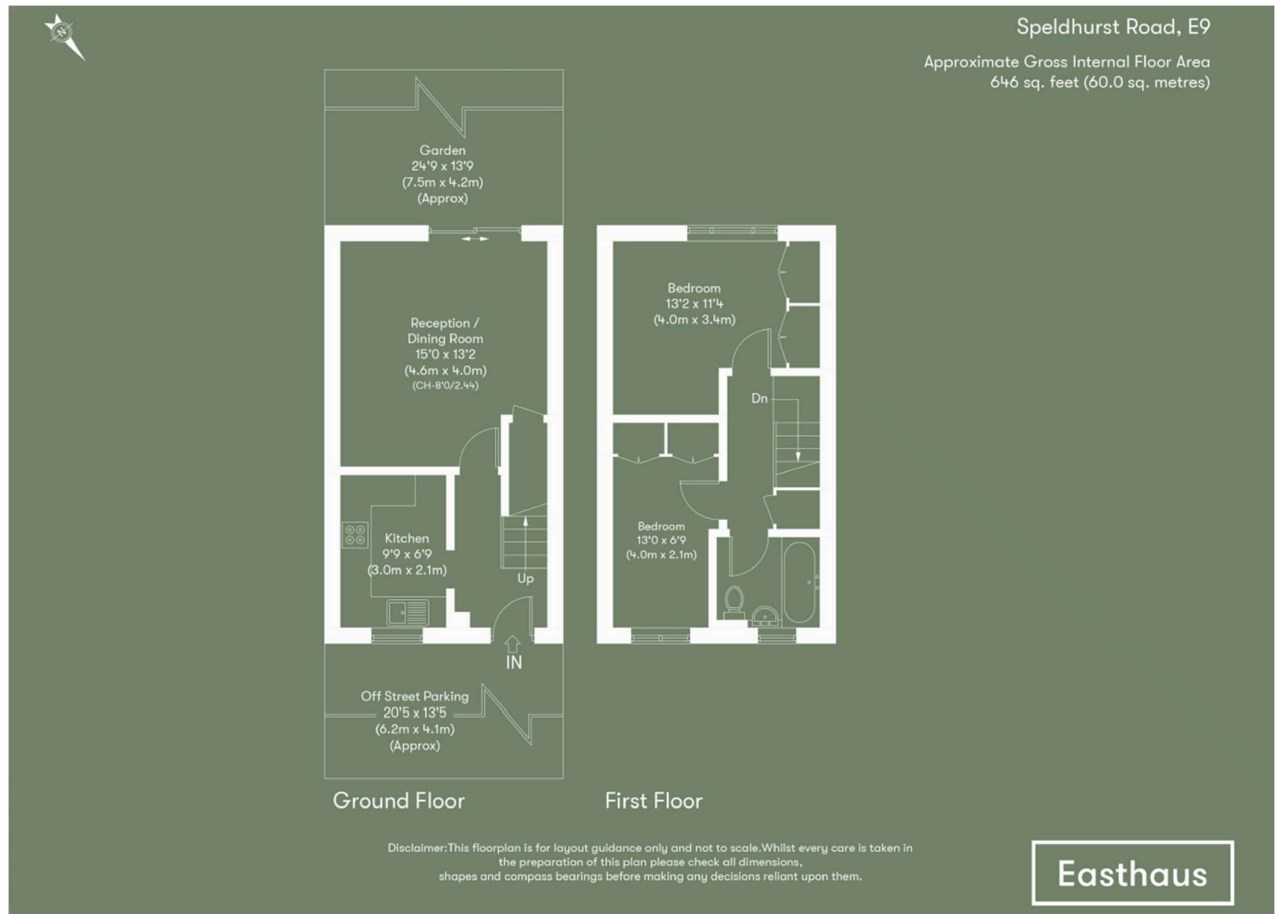 N
Speldhurst Road, E9
Approximate Gross Internal Floor Area
646 sq. feet (60.0 sq. metres)
Garden
24'9 x 13'9
(7.5m x 4.2m)
(Approx)
Reception /
Dining Room
15'0 x 13'2
(4.6m x 4.0m)
(CH-8'0/2.44)
Kitchen
9'9 x 6'9
(3.0m x 2.1m)
Up
IN
Off Street Parking
20'5 x 13'5
(6.2m x 4.1m)
(Approx)
Ground Floor
Bedroom
13'2 x 11'4
(4.0m x 3.4m)
Dn
Bedroom
13'0 x 6'9
(4.0m x 2.1m)
First Floor
Disclaimer:This floorplan is for layout guidance only and not to scale.Whilst every care is taken in
the preparation of this plan please check all dimensions,
shapes and compass bearings before making any decisions reliant upon them.
Easthaus